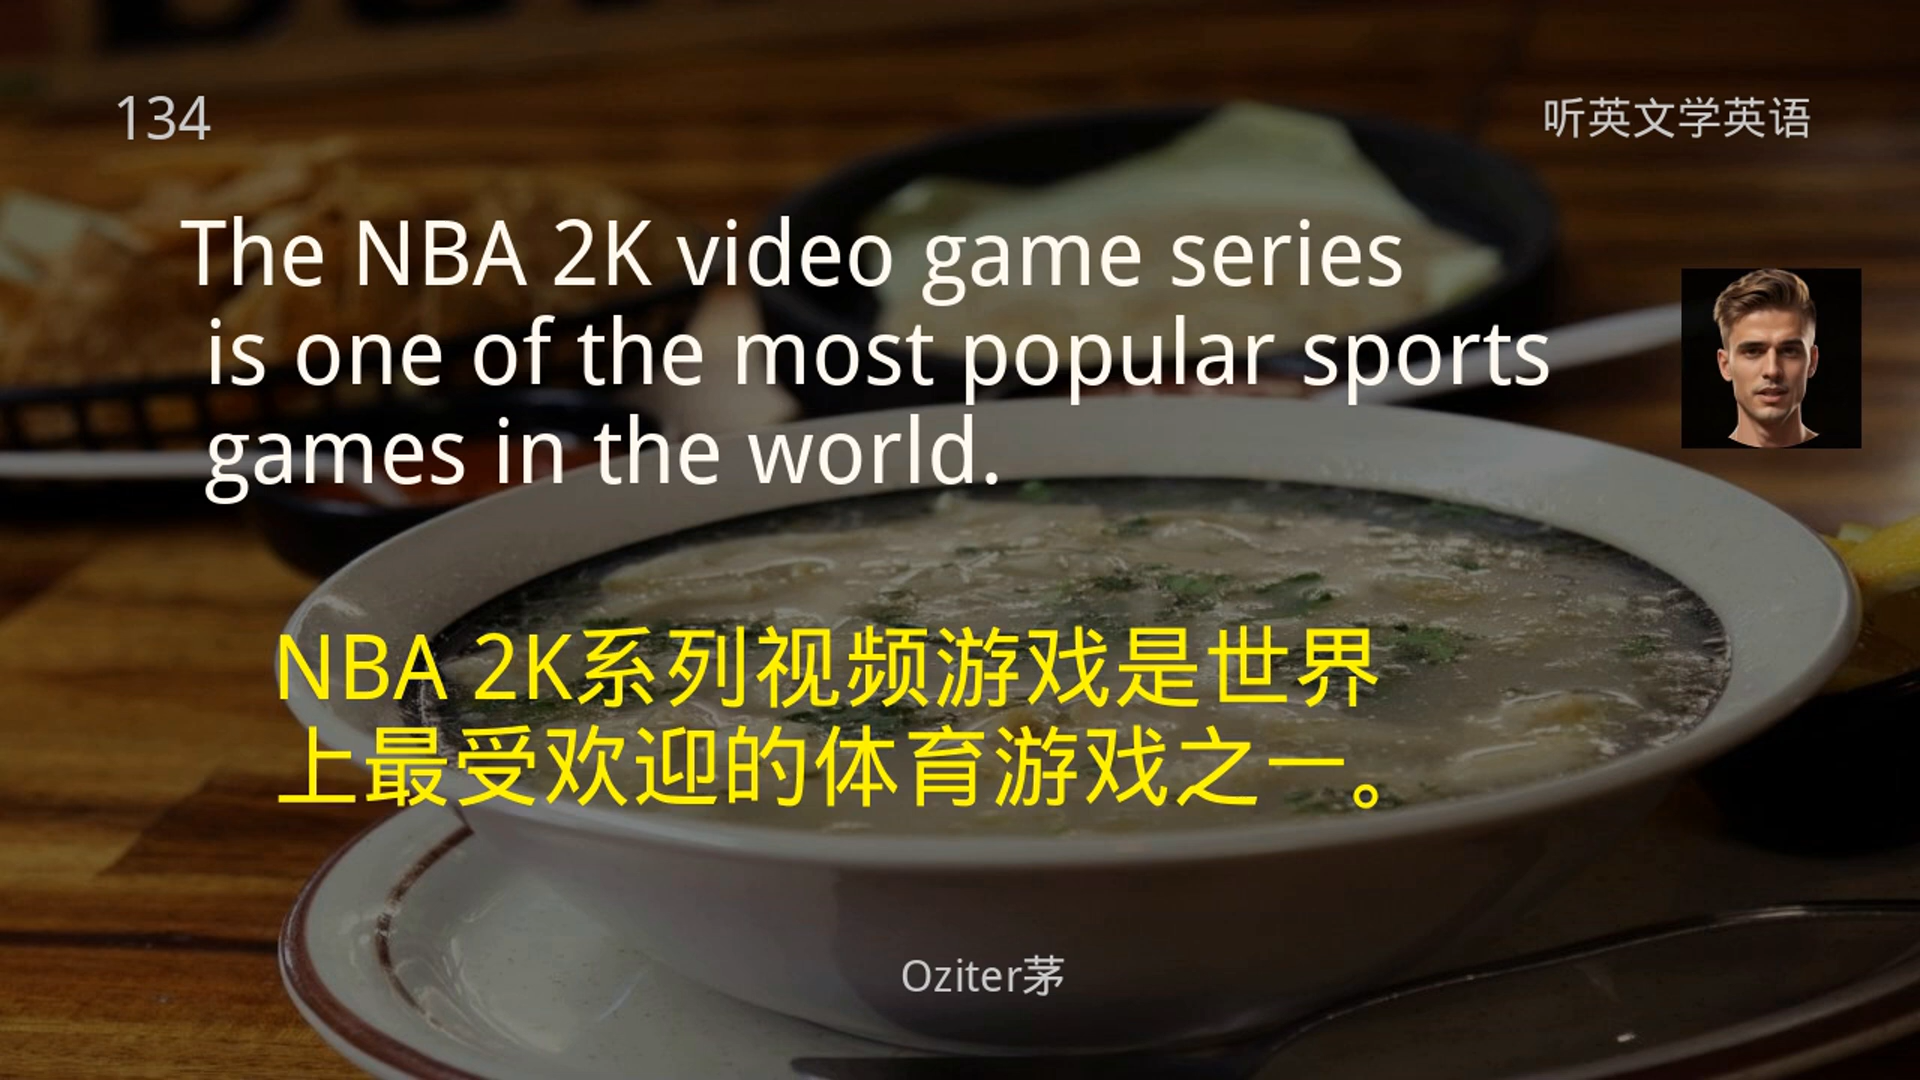 134
听英文学英语
The NBA 2K video game series
is one of the most popular sports
games in the world.
NBA 2K系列视频游戏是世界
上最受欢迎的体育游戏之一。
Oziter茅